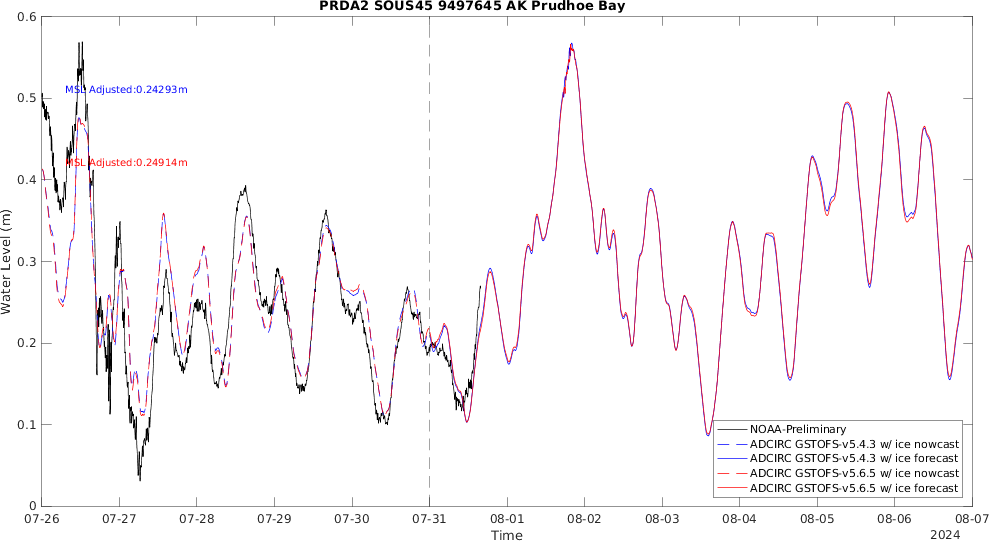 PRDA2 SOUS45 9497645 AK Prudhoe Bay
0.6
0.5
0.4
0.3
0.2
0.1
0
Water Level (m)
MSL Adjusted:0.24293m
MSL Adjusted:0.24914m
NOAA-Preliminary
ADCIRC GSTOFS-v5.4.3 w/ ice nowcast
ADCIRC GSTOFS-v5.4.3 w/ ice forecast
ADCIRC GSTOFS-v5.6.5 w/ ice nowcast
ADCIRC GSTOFS-v5.6.5 w/ ice forecast
07-26 07-27 07-28 07-29 07-30 07-31 08-01 08-02 08-03 08-04 08-05 08-06 08-07
Time
2024